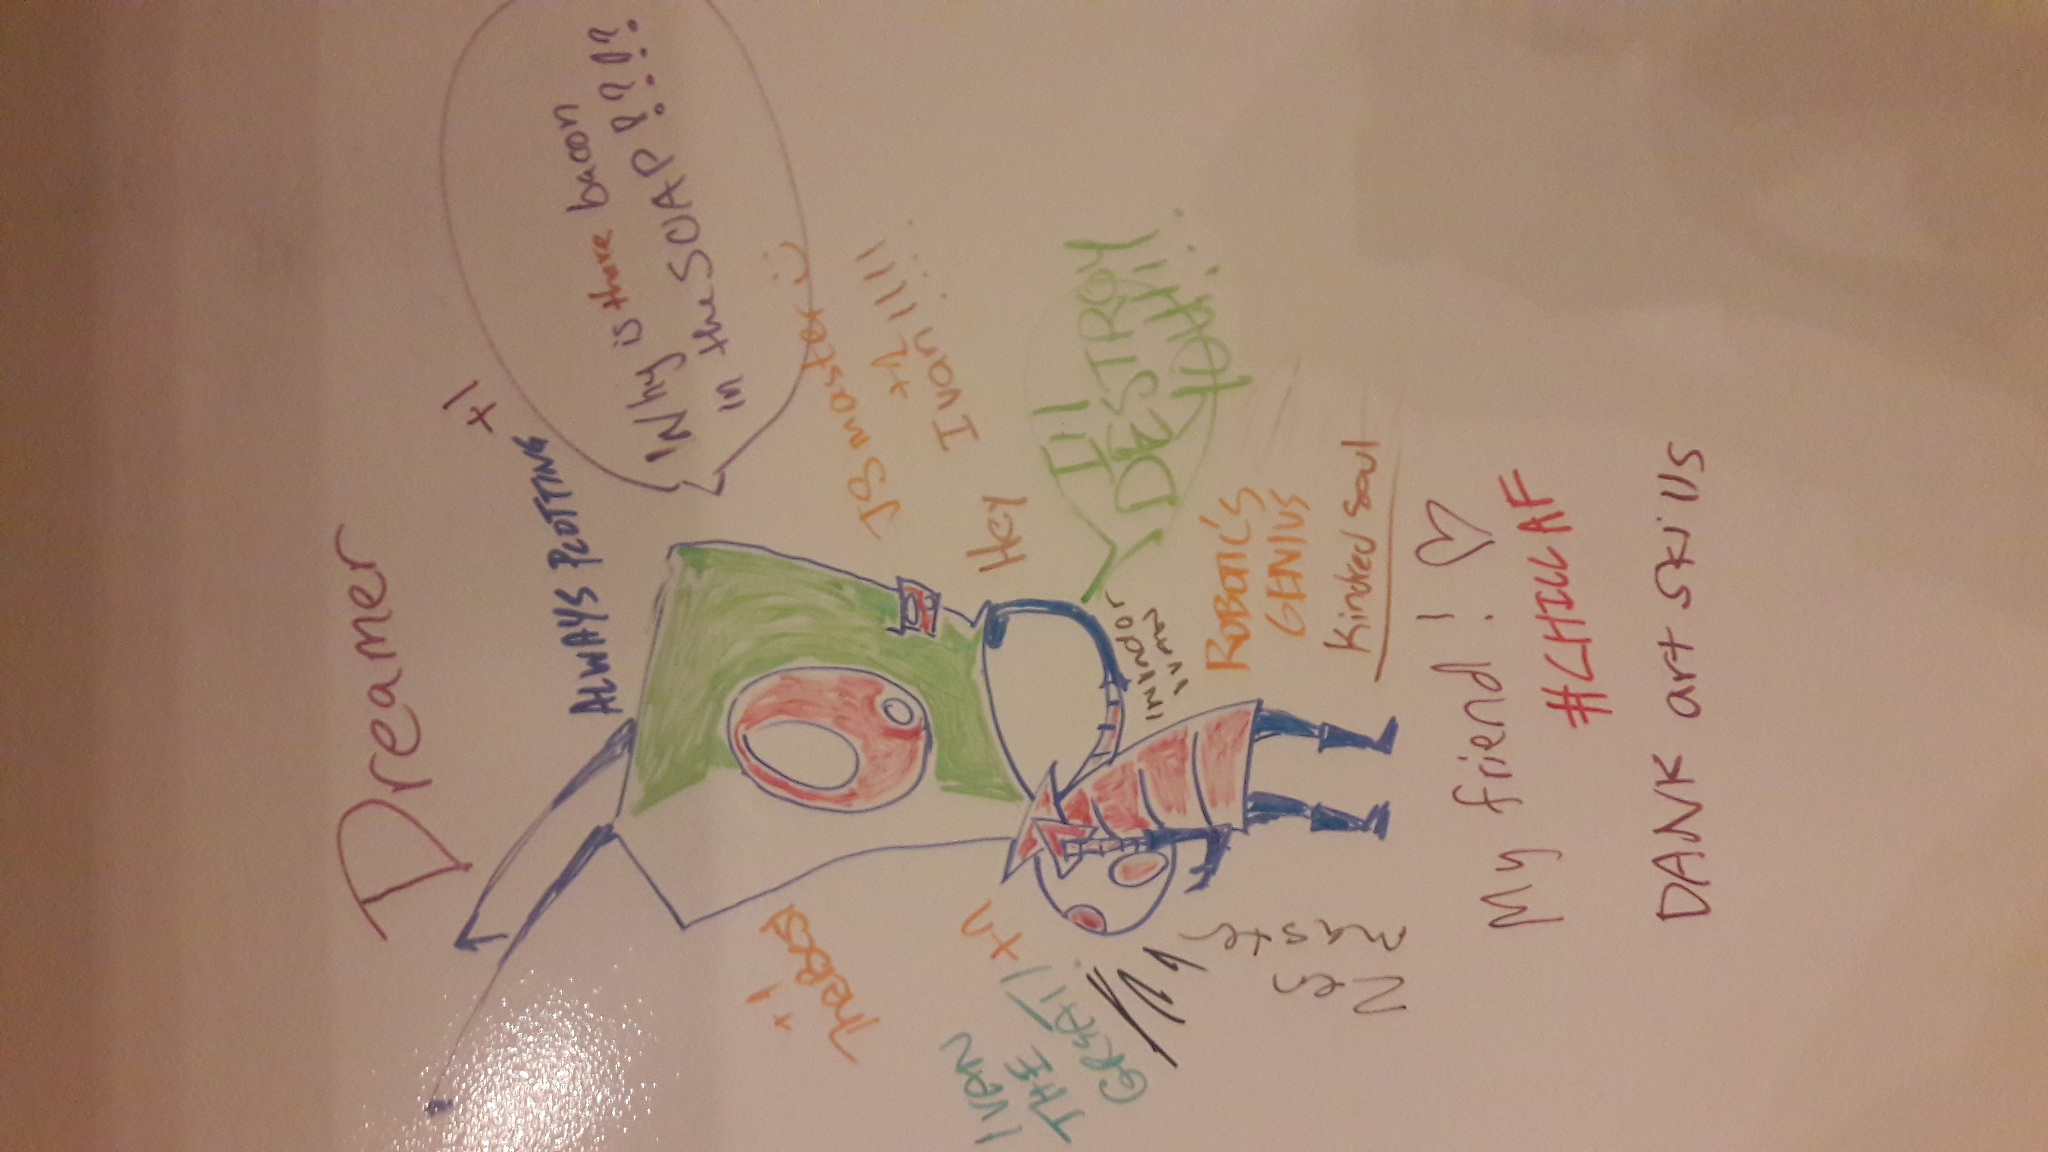 Dreamer
ALWAYS PLOTTING +1
Why is there bacon
in the SOAP!??!?
+1
The Best
JS master :)
+1
Hey Ivan!!!!
IVAN
THE
GREAT! +n
I'll
DESTROY
YOU!!!
INVADOR
IVAN
ROBOTIC'S
GENIUS
Kindred Soul
Zen
master
My friend! ♡
#CHILLAF
DANK art skills